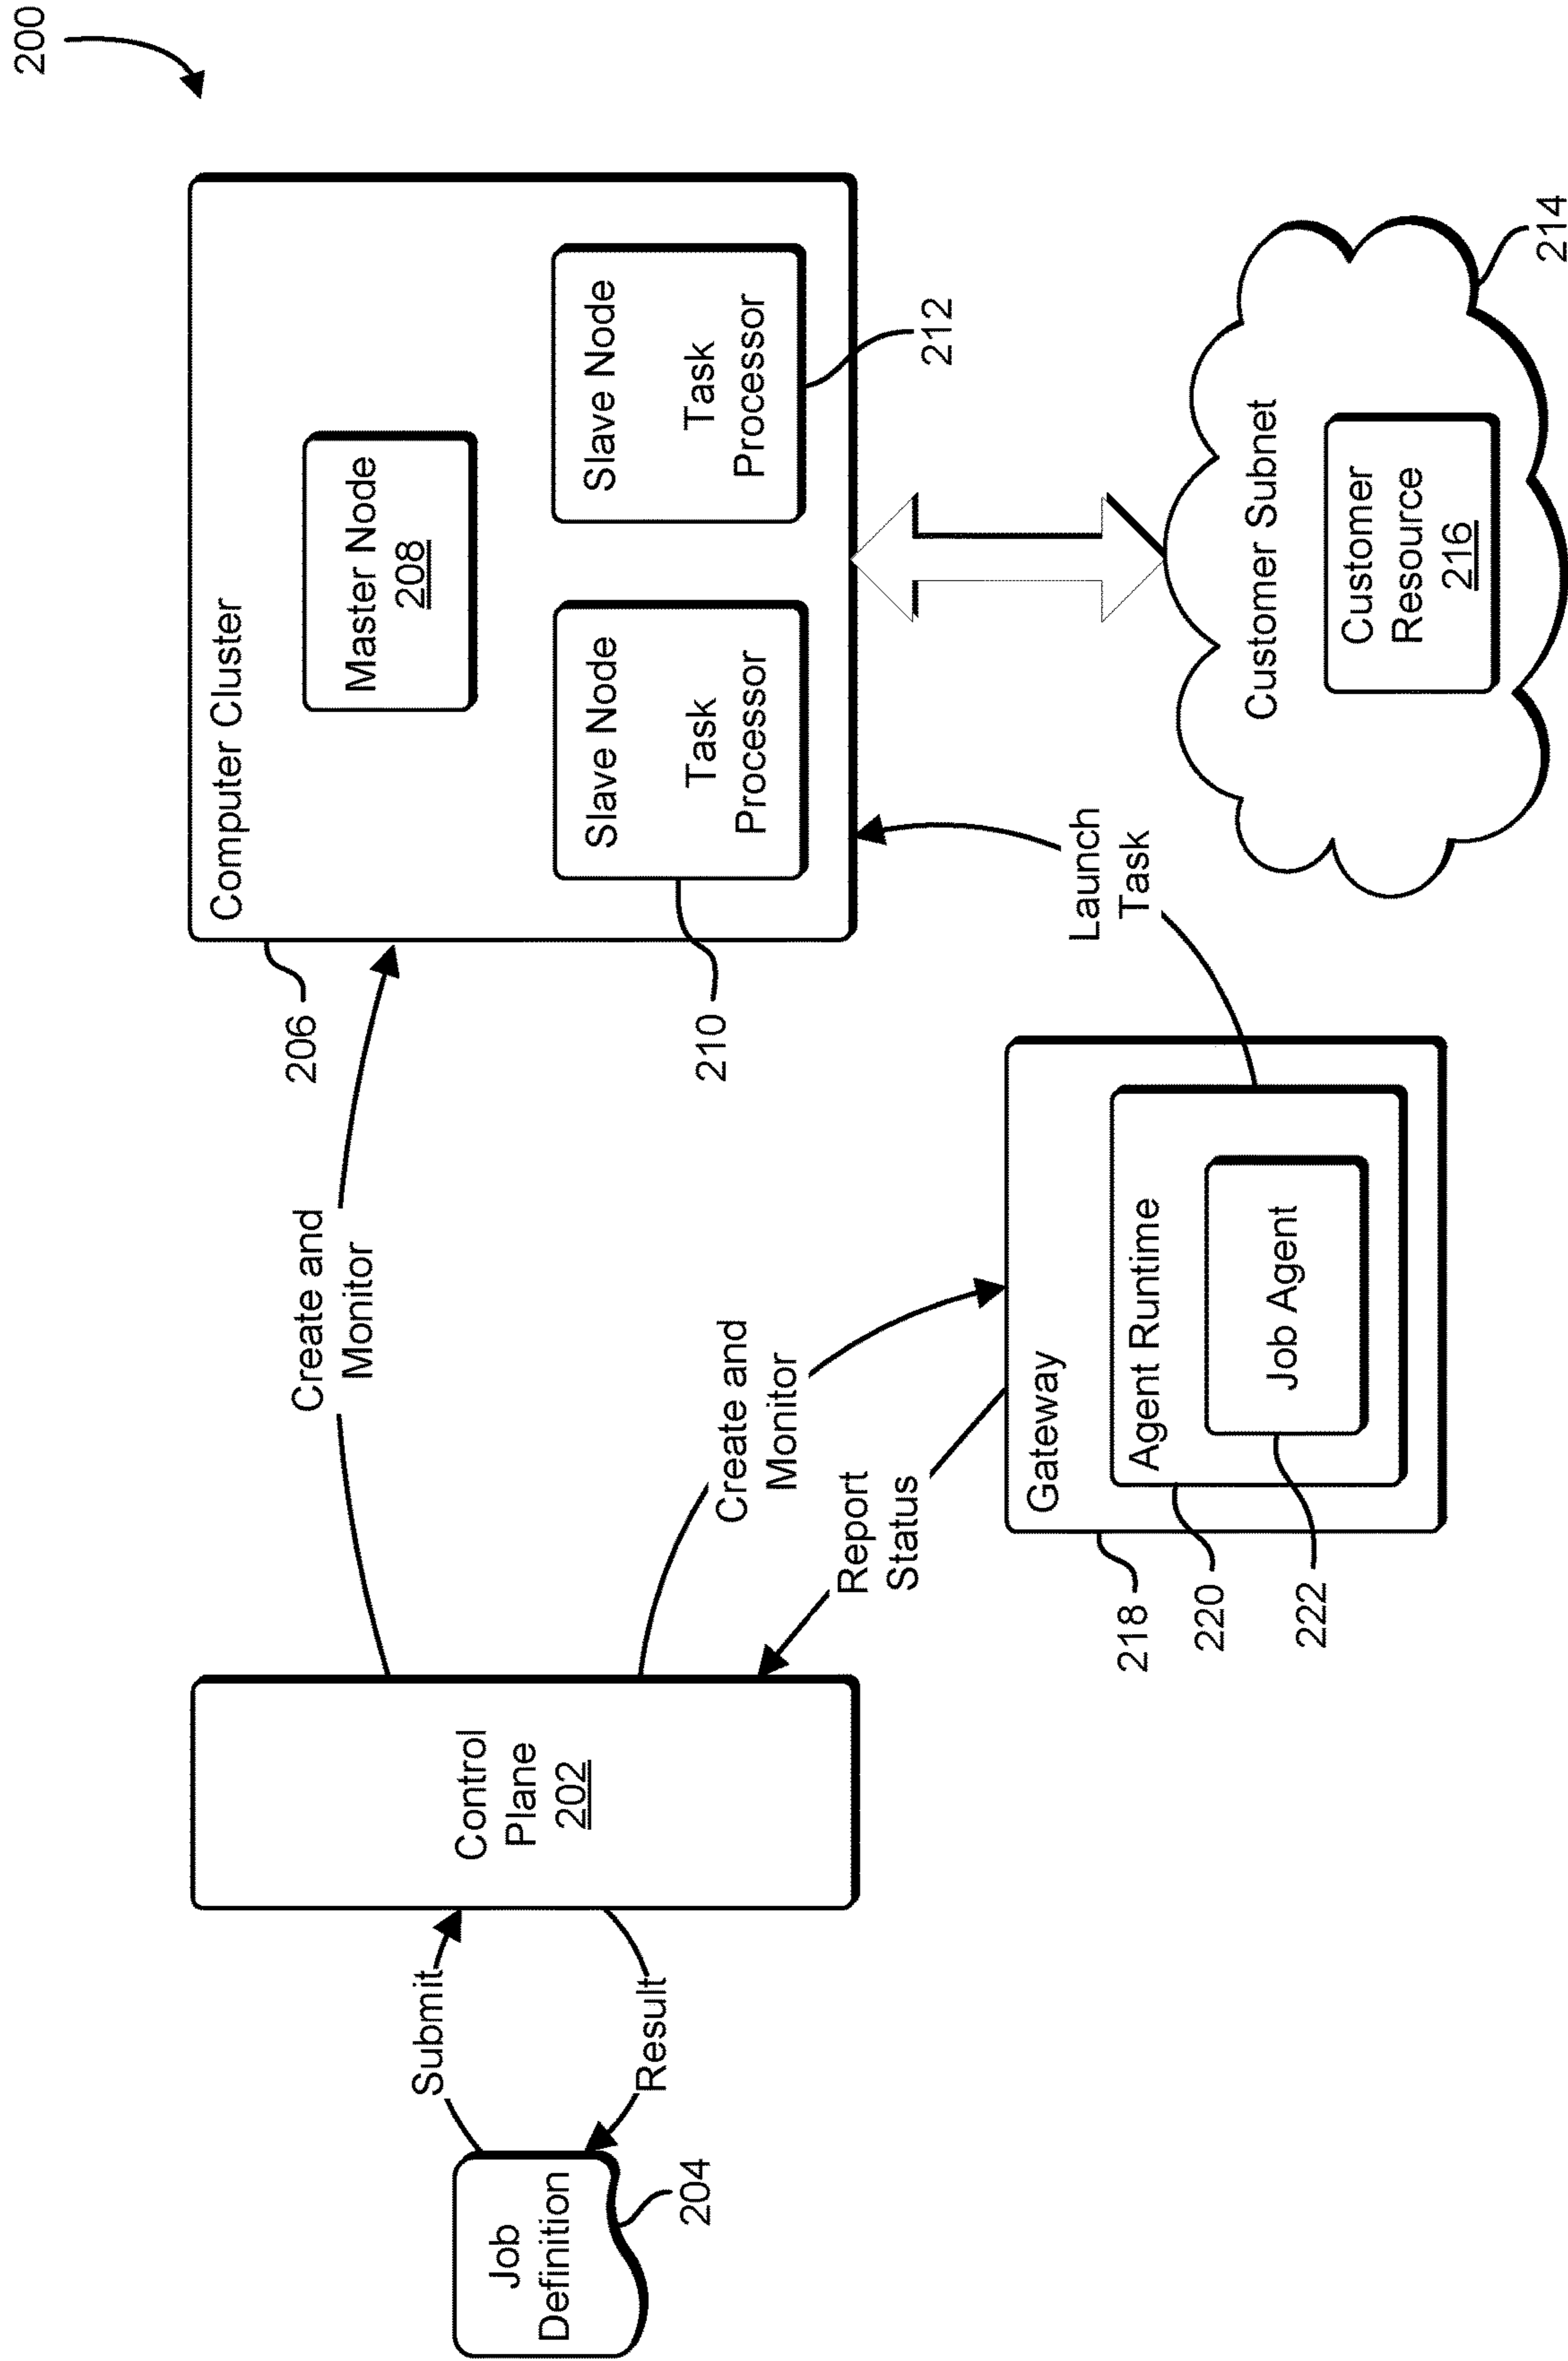 200
Computer Cluster
Master Node
208
Slave Node
Task
Processor
Slave Node
Task
Processor
206
210
212
Create and
Monitor
Control
Plane
202
Submit
Result
Job
Definition
204
Create and
Monitor
Report
Status
Launch
Task
Gateway
Agent Runtime
Job Agent
218
220
222
Customer Subnet
Customer
Resource
216
214